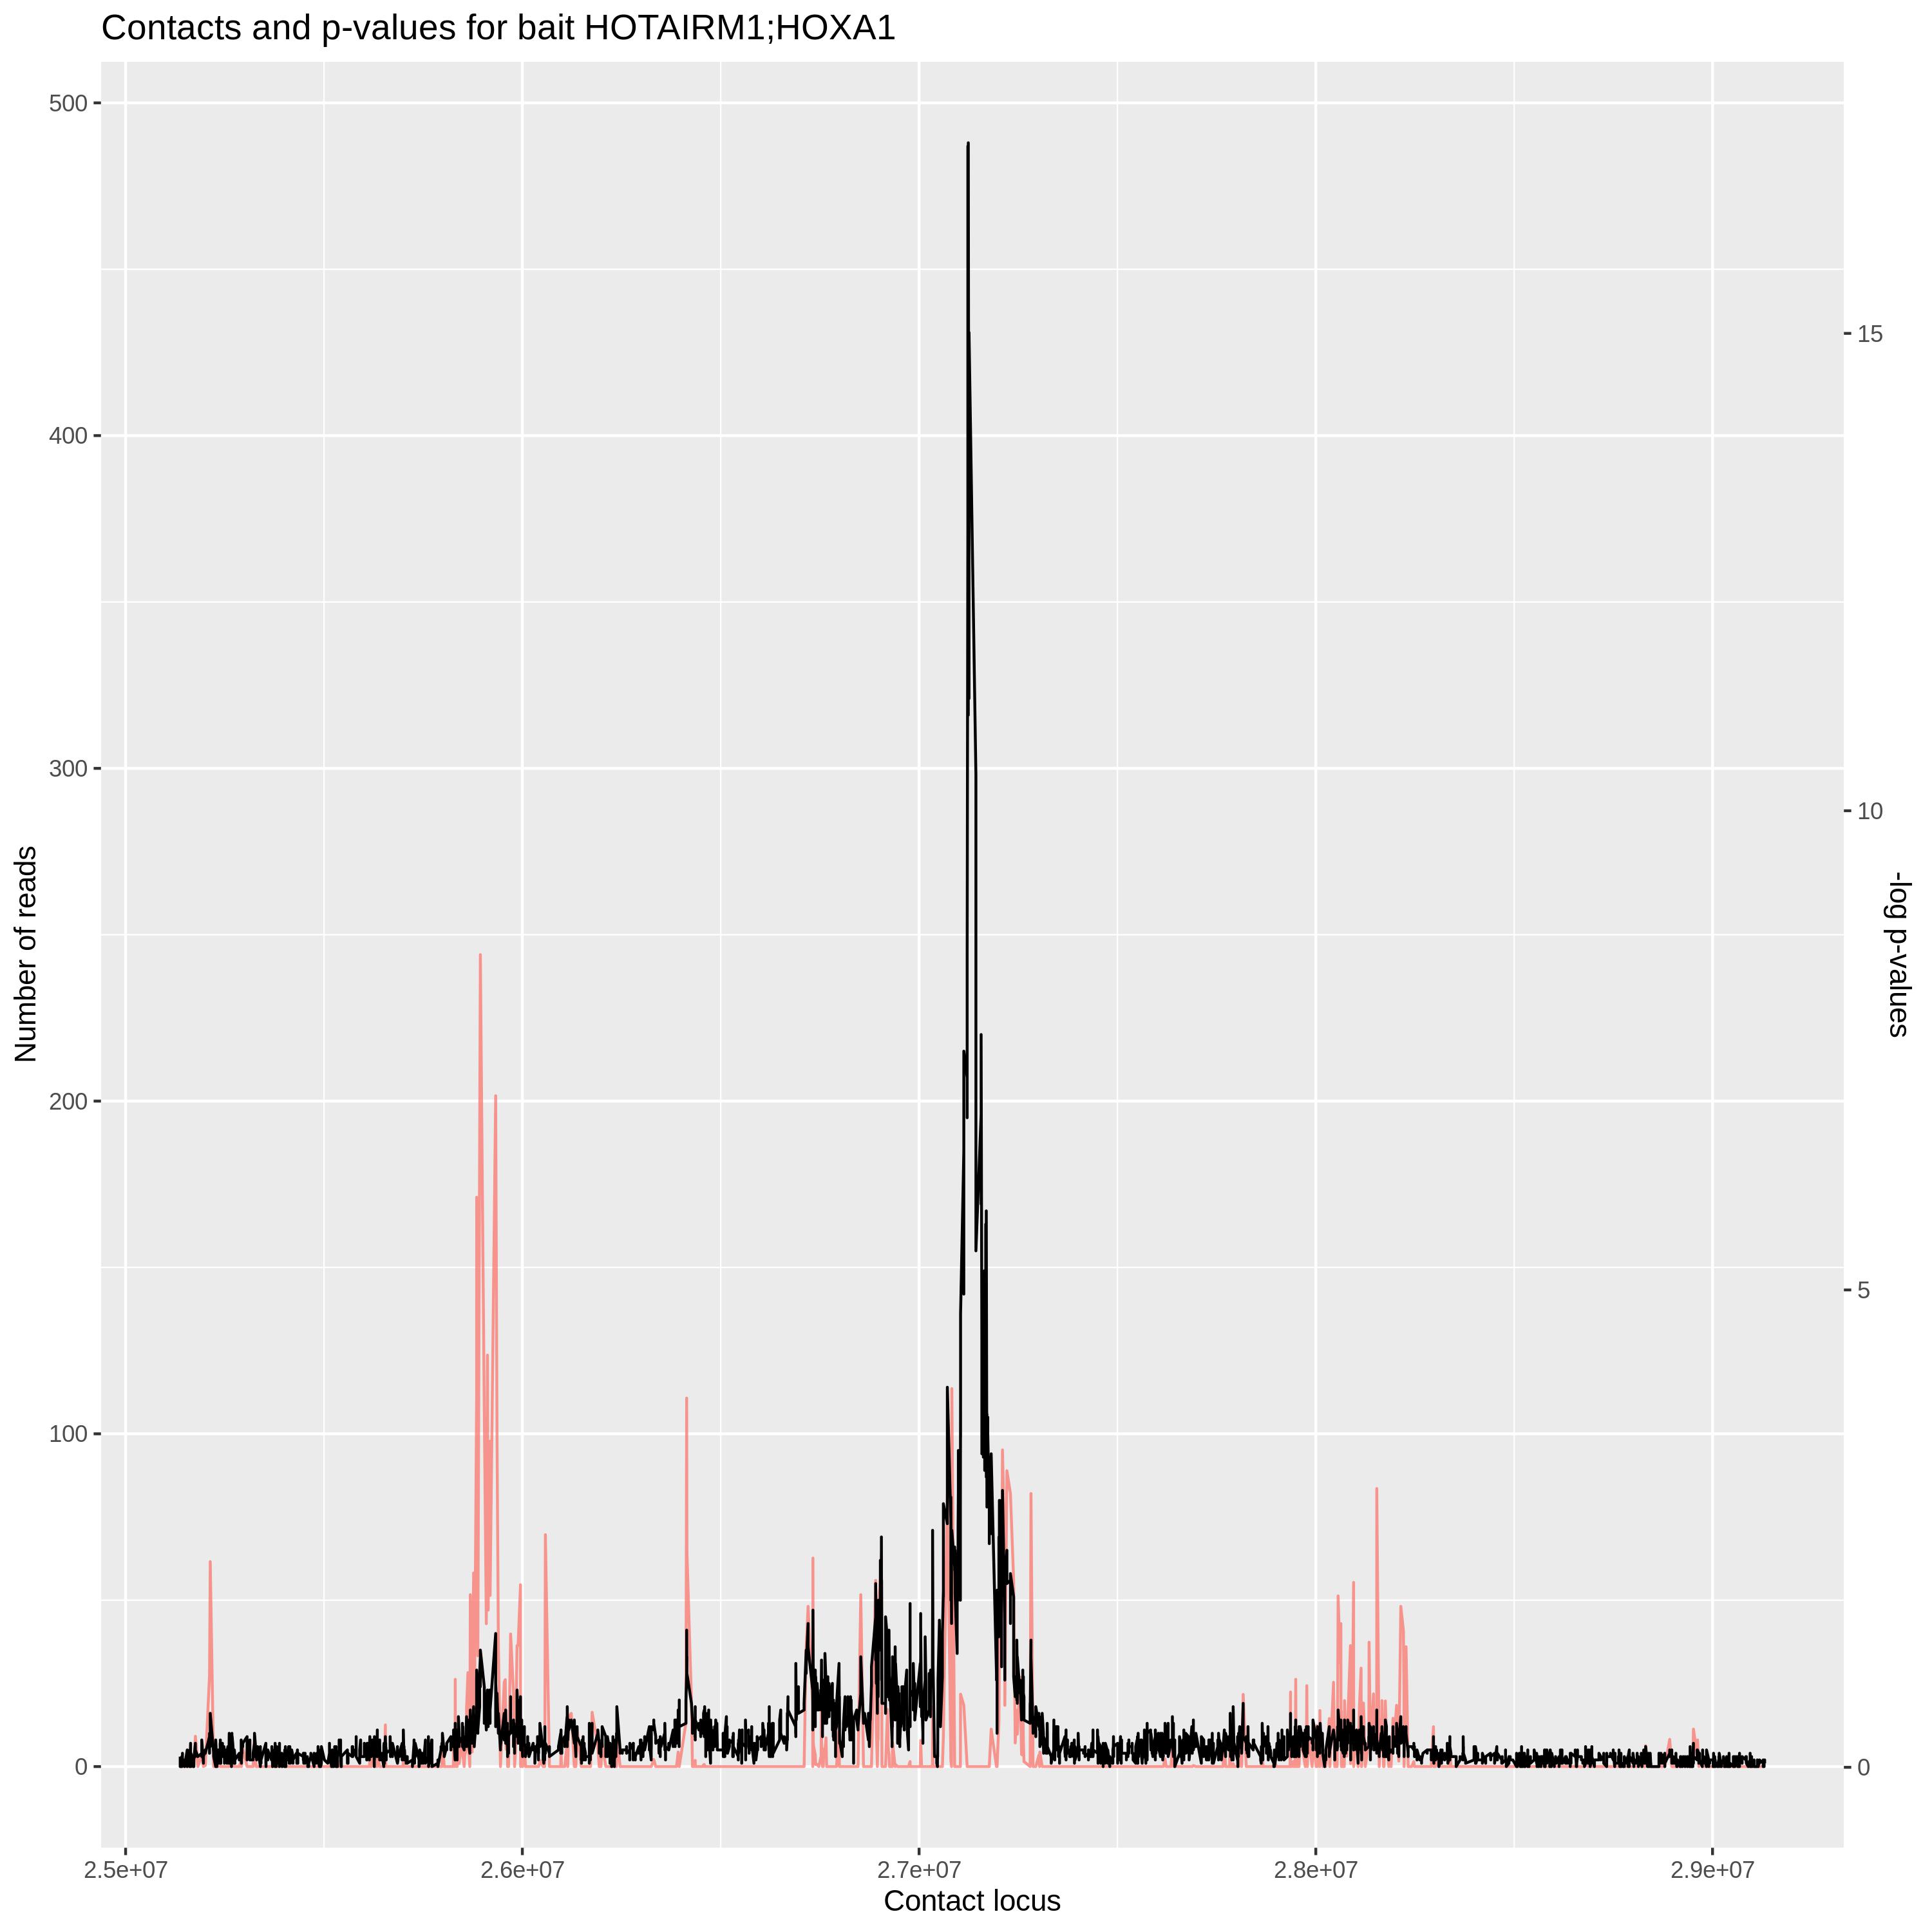 Contacts and p-values for bait HOTAIRM1;HOXA1
500
400
300
200
100
0
Number of reads
15
10
5
0
-log p-values
2.5e+07
2.6e+07
2.7e+07
2.8e+07
2.9e+07
Contact locus